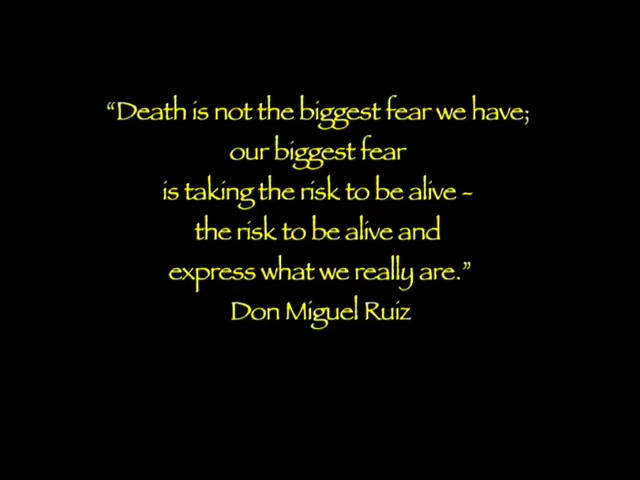 “Death is not the biggest fear we have;
our biggest fear
is taking the risk to be alive -
the risk to be alive and
express what we really are.”
Don Miguel Ruiz